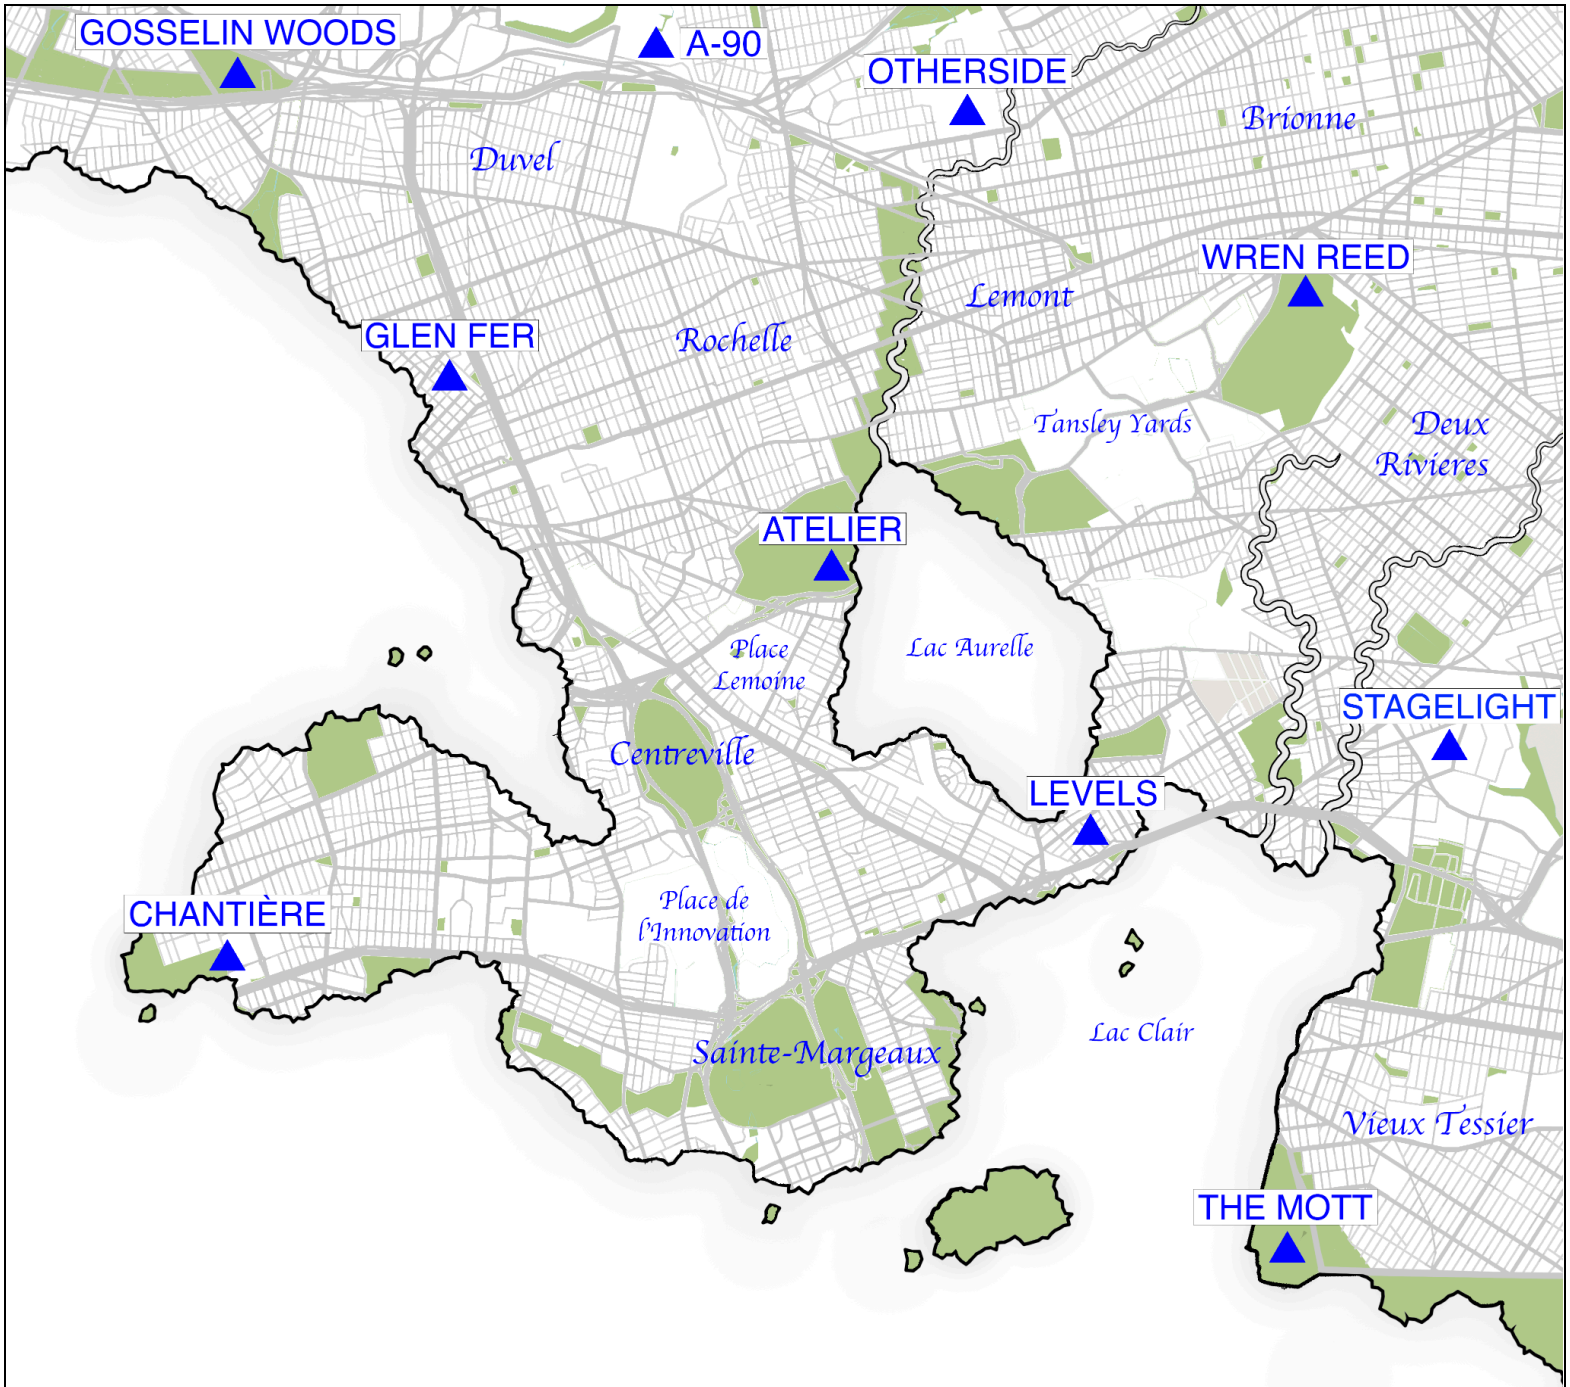 GOSSELIN WOODS
A-90
OTHERSIDE
Brionne
Duvel
WREN REED
Lemont
GLEN FER
Rochelle
Tansley Yards
Deux
Rivieres
ATELIER
Place
Lemoine
Lac Aurelle
STAGELIGHT
Centreville
LEVELS
CHANTIÈRE
Place de
l'Innovation
Lac Clair
Sainte-Margeaux
Vieux Tessier
THE MOTT